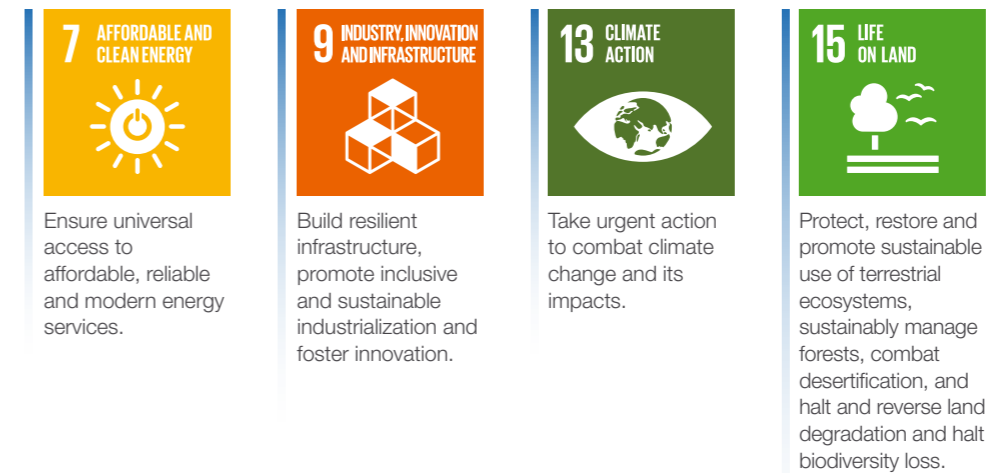 7 AFFORDABLE AND
CLEAN ENERGY
Ensure universal
access to
affordable, reliable
and modern energy
services.
9 INDUSTRY, INNOVATION
AND INFRASTRUCTURE
Build resilient
infrastructure,
promote inclusive
and sustainable
industrialization and
foster innovation.
13 CLIMATE
ACTION
Take urgent action
to combat climate
change and its
impacts.
15 LIFE
ON LAND
Protect, restore and
promote sustainable
use of terrestrial
ecosystems,
sustainably manage
forests, combat
desertification, and
halt and reverse land
degradation and halt
biodiversity loss.